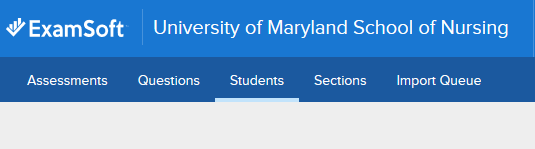 ExamSoft University of Maryland School of Nursing
Assessments Questions Students Sections Import Queue